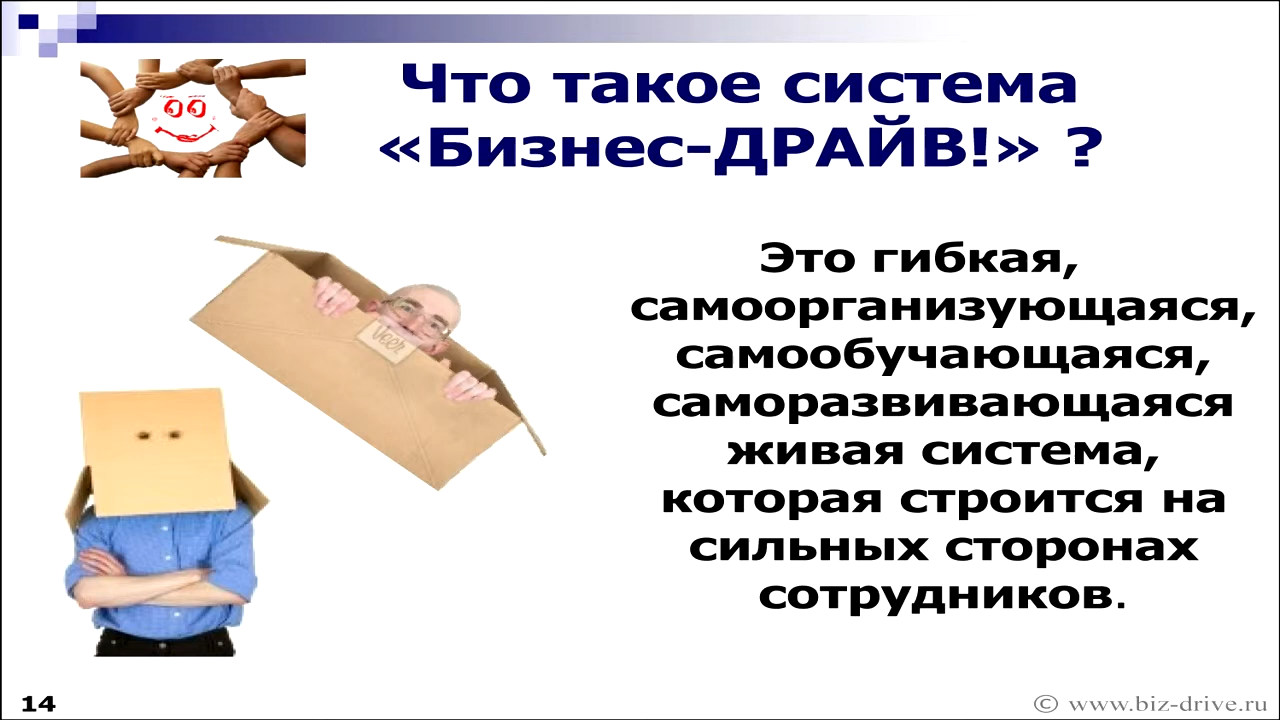 Что такое система
«Бизнес-ДРАЙВ!» ?
Это гибкая,
самоорганизующаяся,
самообучающаяся,
саморазвивающаяся
живая система,
которая строится на
сильных сторонах
сотрудников.
14
© www.biz-drive.ru